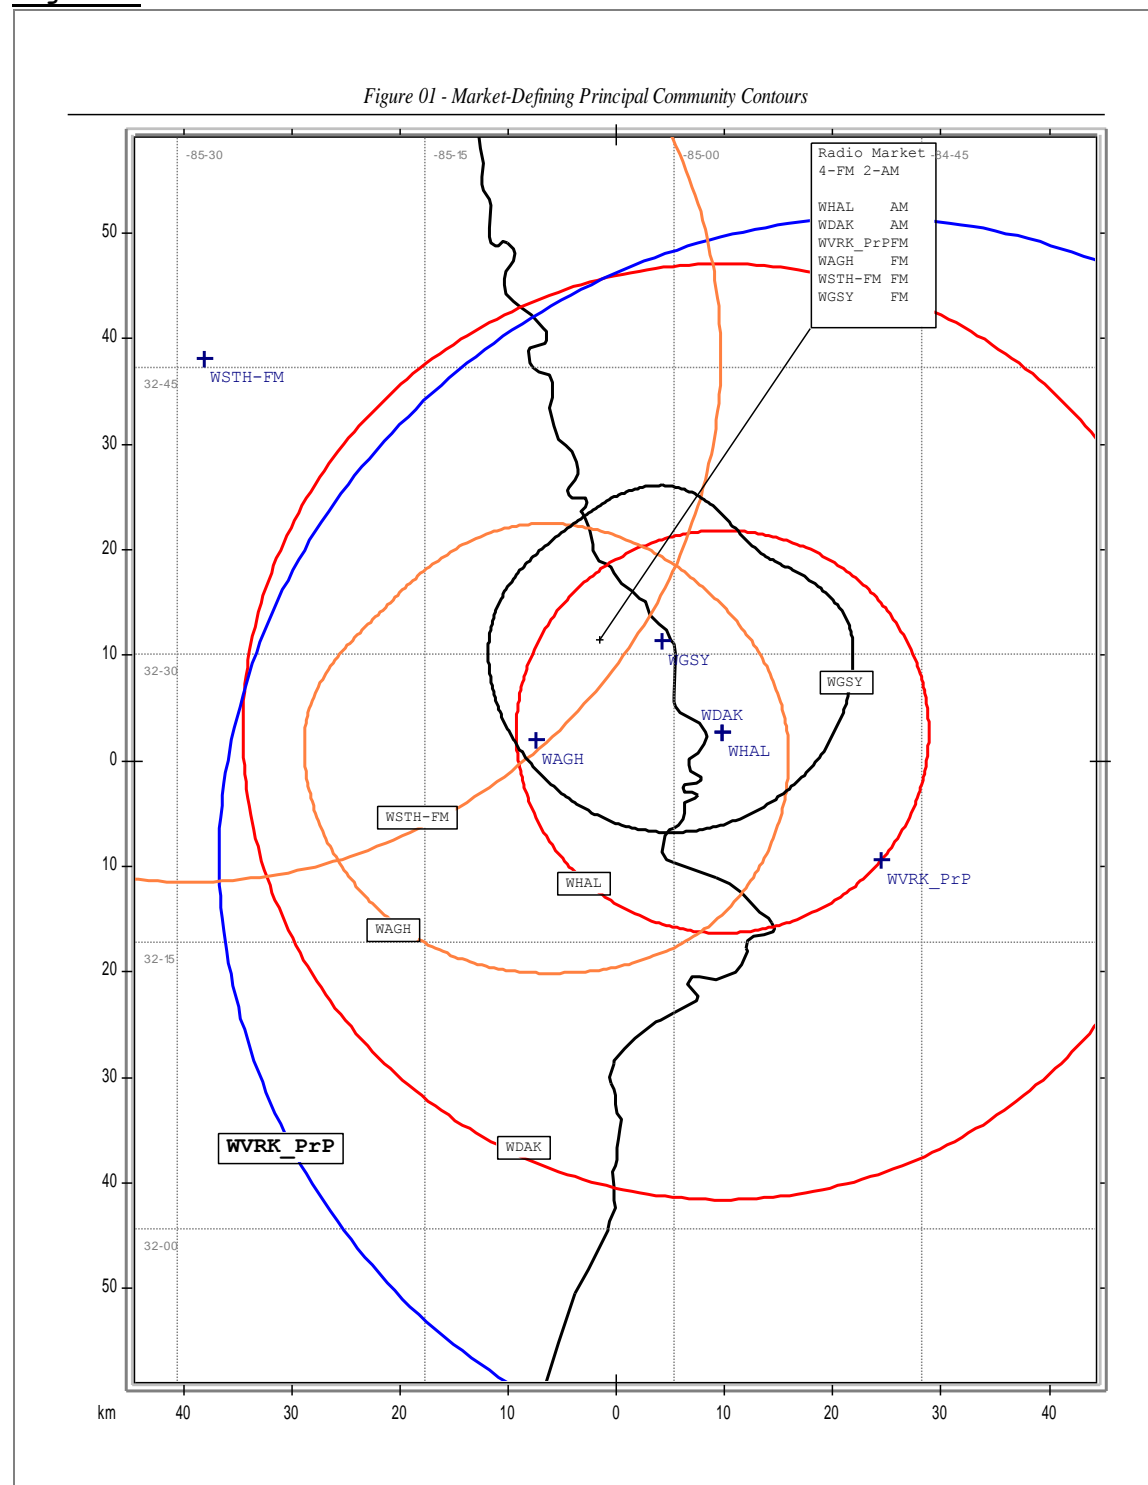 Figure 01 - Market-Defining Principal Community Contours
-85-30
-85-15
-85-00
-84-45
Radio Market
4-FM 2-AM
WHAL AM
WDAK AM
WVRK_PrPFM
WAGH FM
WSTH-FM FM
WGSY FM
50
40
WSTH-FM
32-45
30
20
10
WGSY
32-30
WGSY
WDAK
WHAL
0
WAGH
WSTH-FM
10
WHAL
WVRK_PrP
WAGH
32-15
20
30
WVRK_PrP
WDAK
40
32-00
50
km 40 30 20 10 0 10 20 30 40